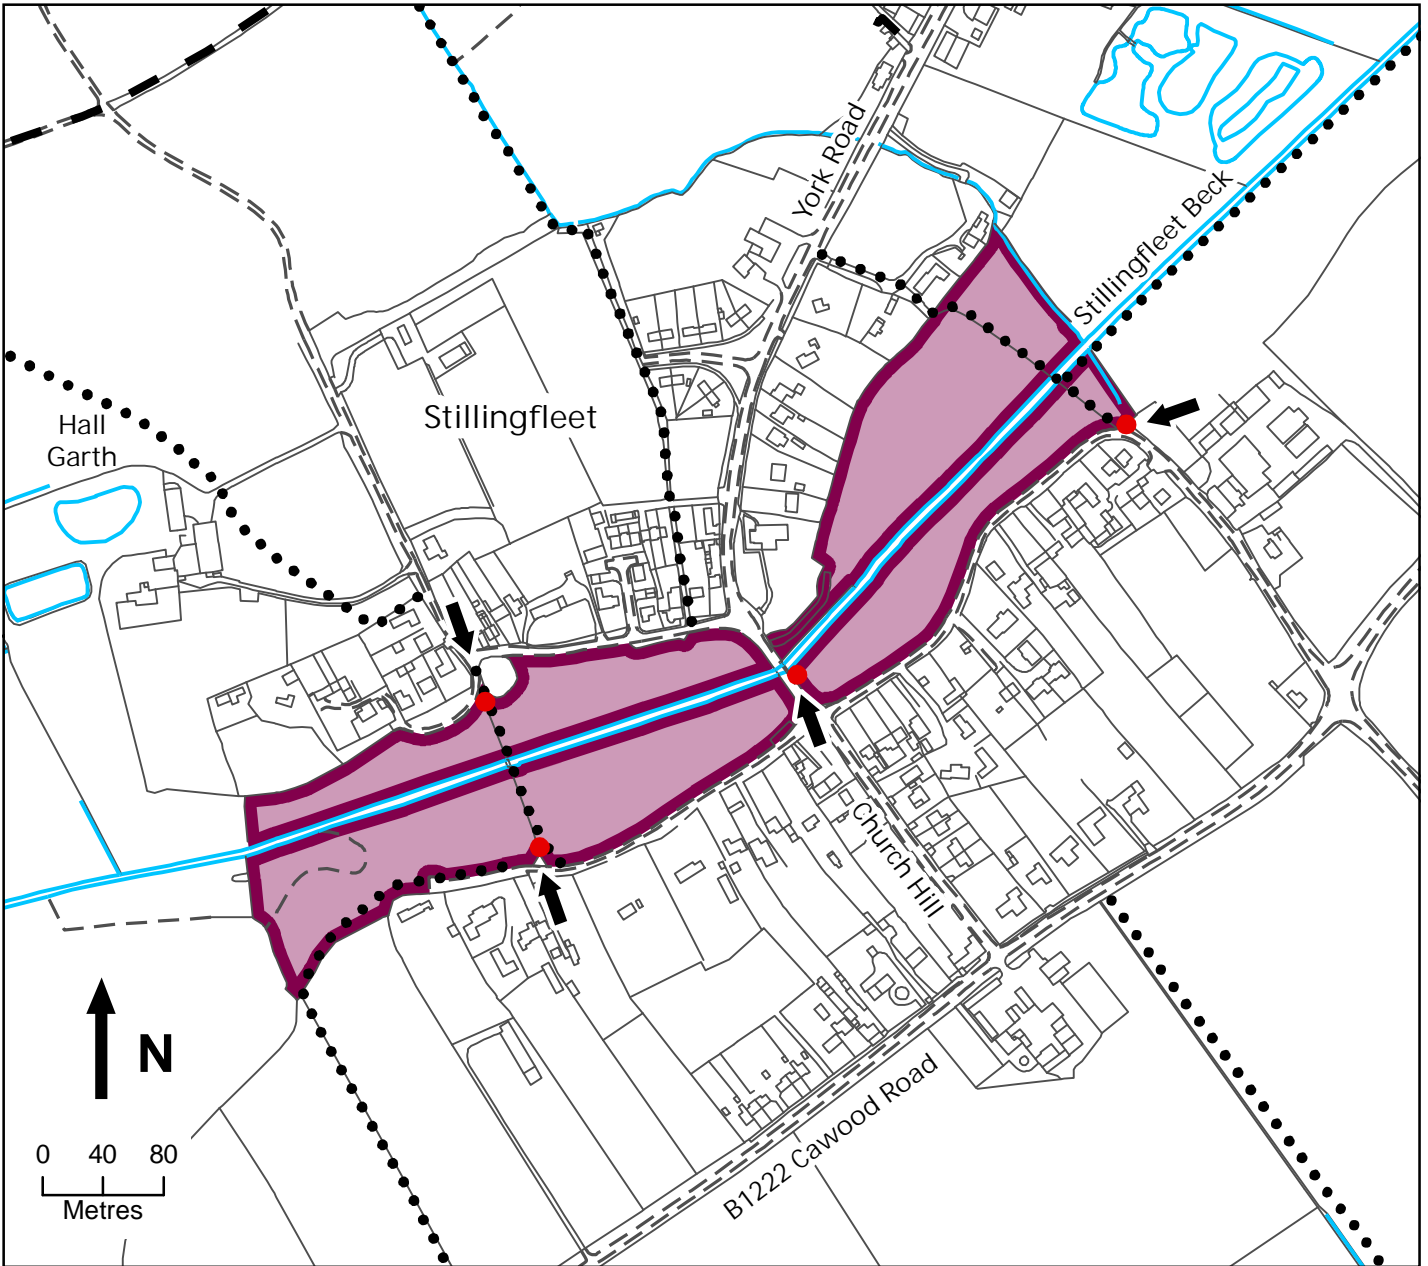 York Road
Stillingfleet Beck
Stillingfleet
Hall
Garth
Church Hill
N
B1222 Cawood Road
0 40 80
Metres